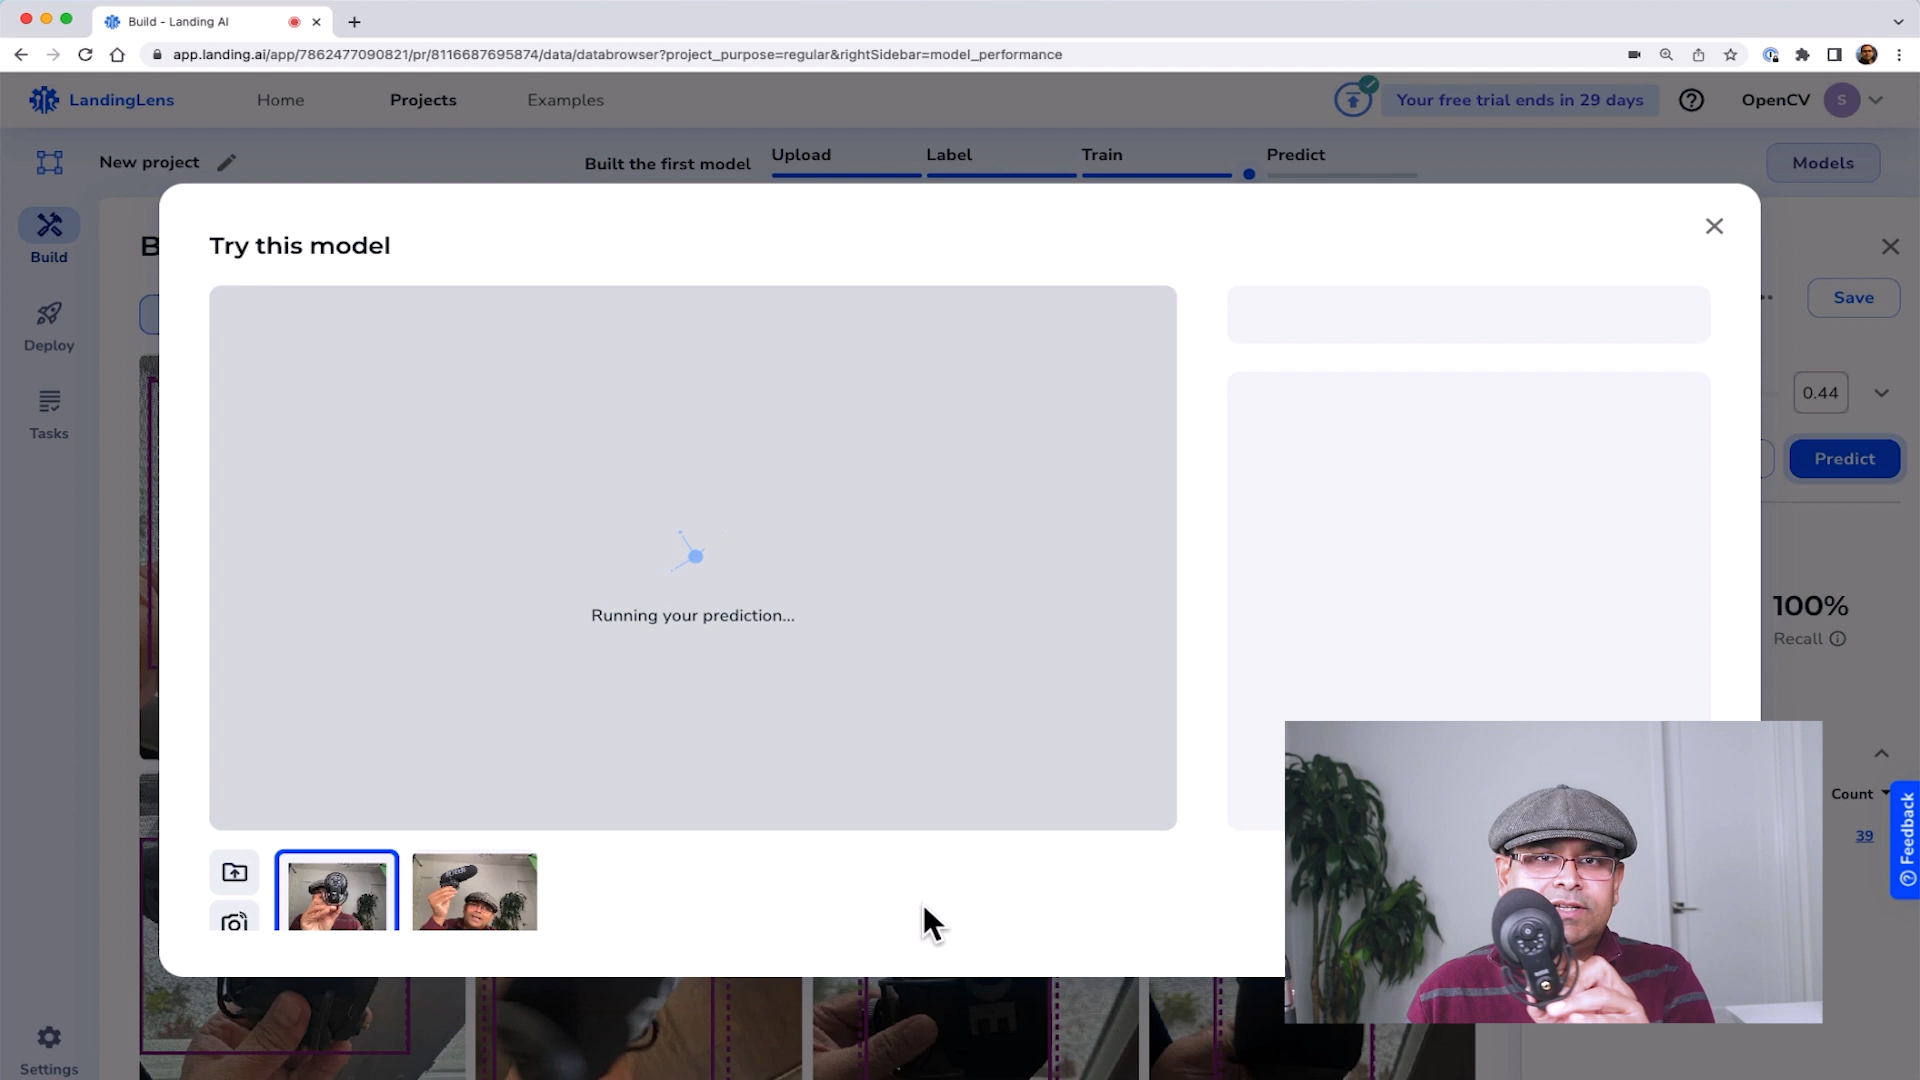 Build - Landing AI
app.landing.ai/app/7862477090821/pr/8116687695874/data/databrowser?project_purpose=regular&rightSidebar=model_performance
LandingLens
Home
Projects
Examples
Your free trial ends in 29 days
OpenCV
S
New project
Built the first model
Upload
Label
Train
Predict
Models
Build
Deploy
Tasks
Settings
B
Try this model
Save
0.44
Predict
Running your prediction...
100%
Recall
Count
39
Feedback